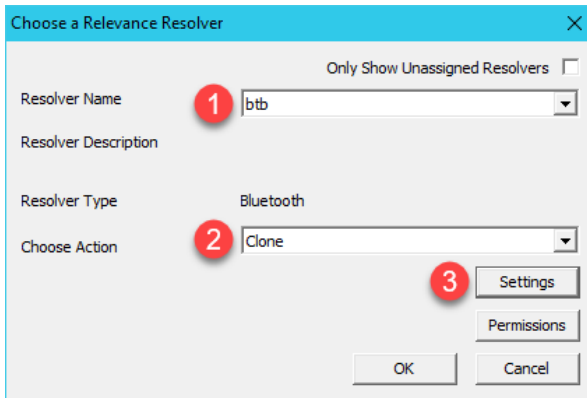 Choose a Relevance Resolver
Only Show Unassigned Resolvers
Resolver Name 1 btb
Resolver Description
Resolver Type Bluetooth
Choose Action 2 Clone
3 Settings
Permissions
OK Cancel